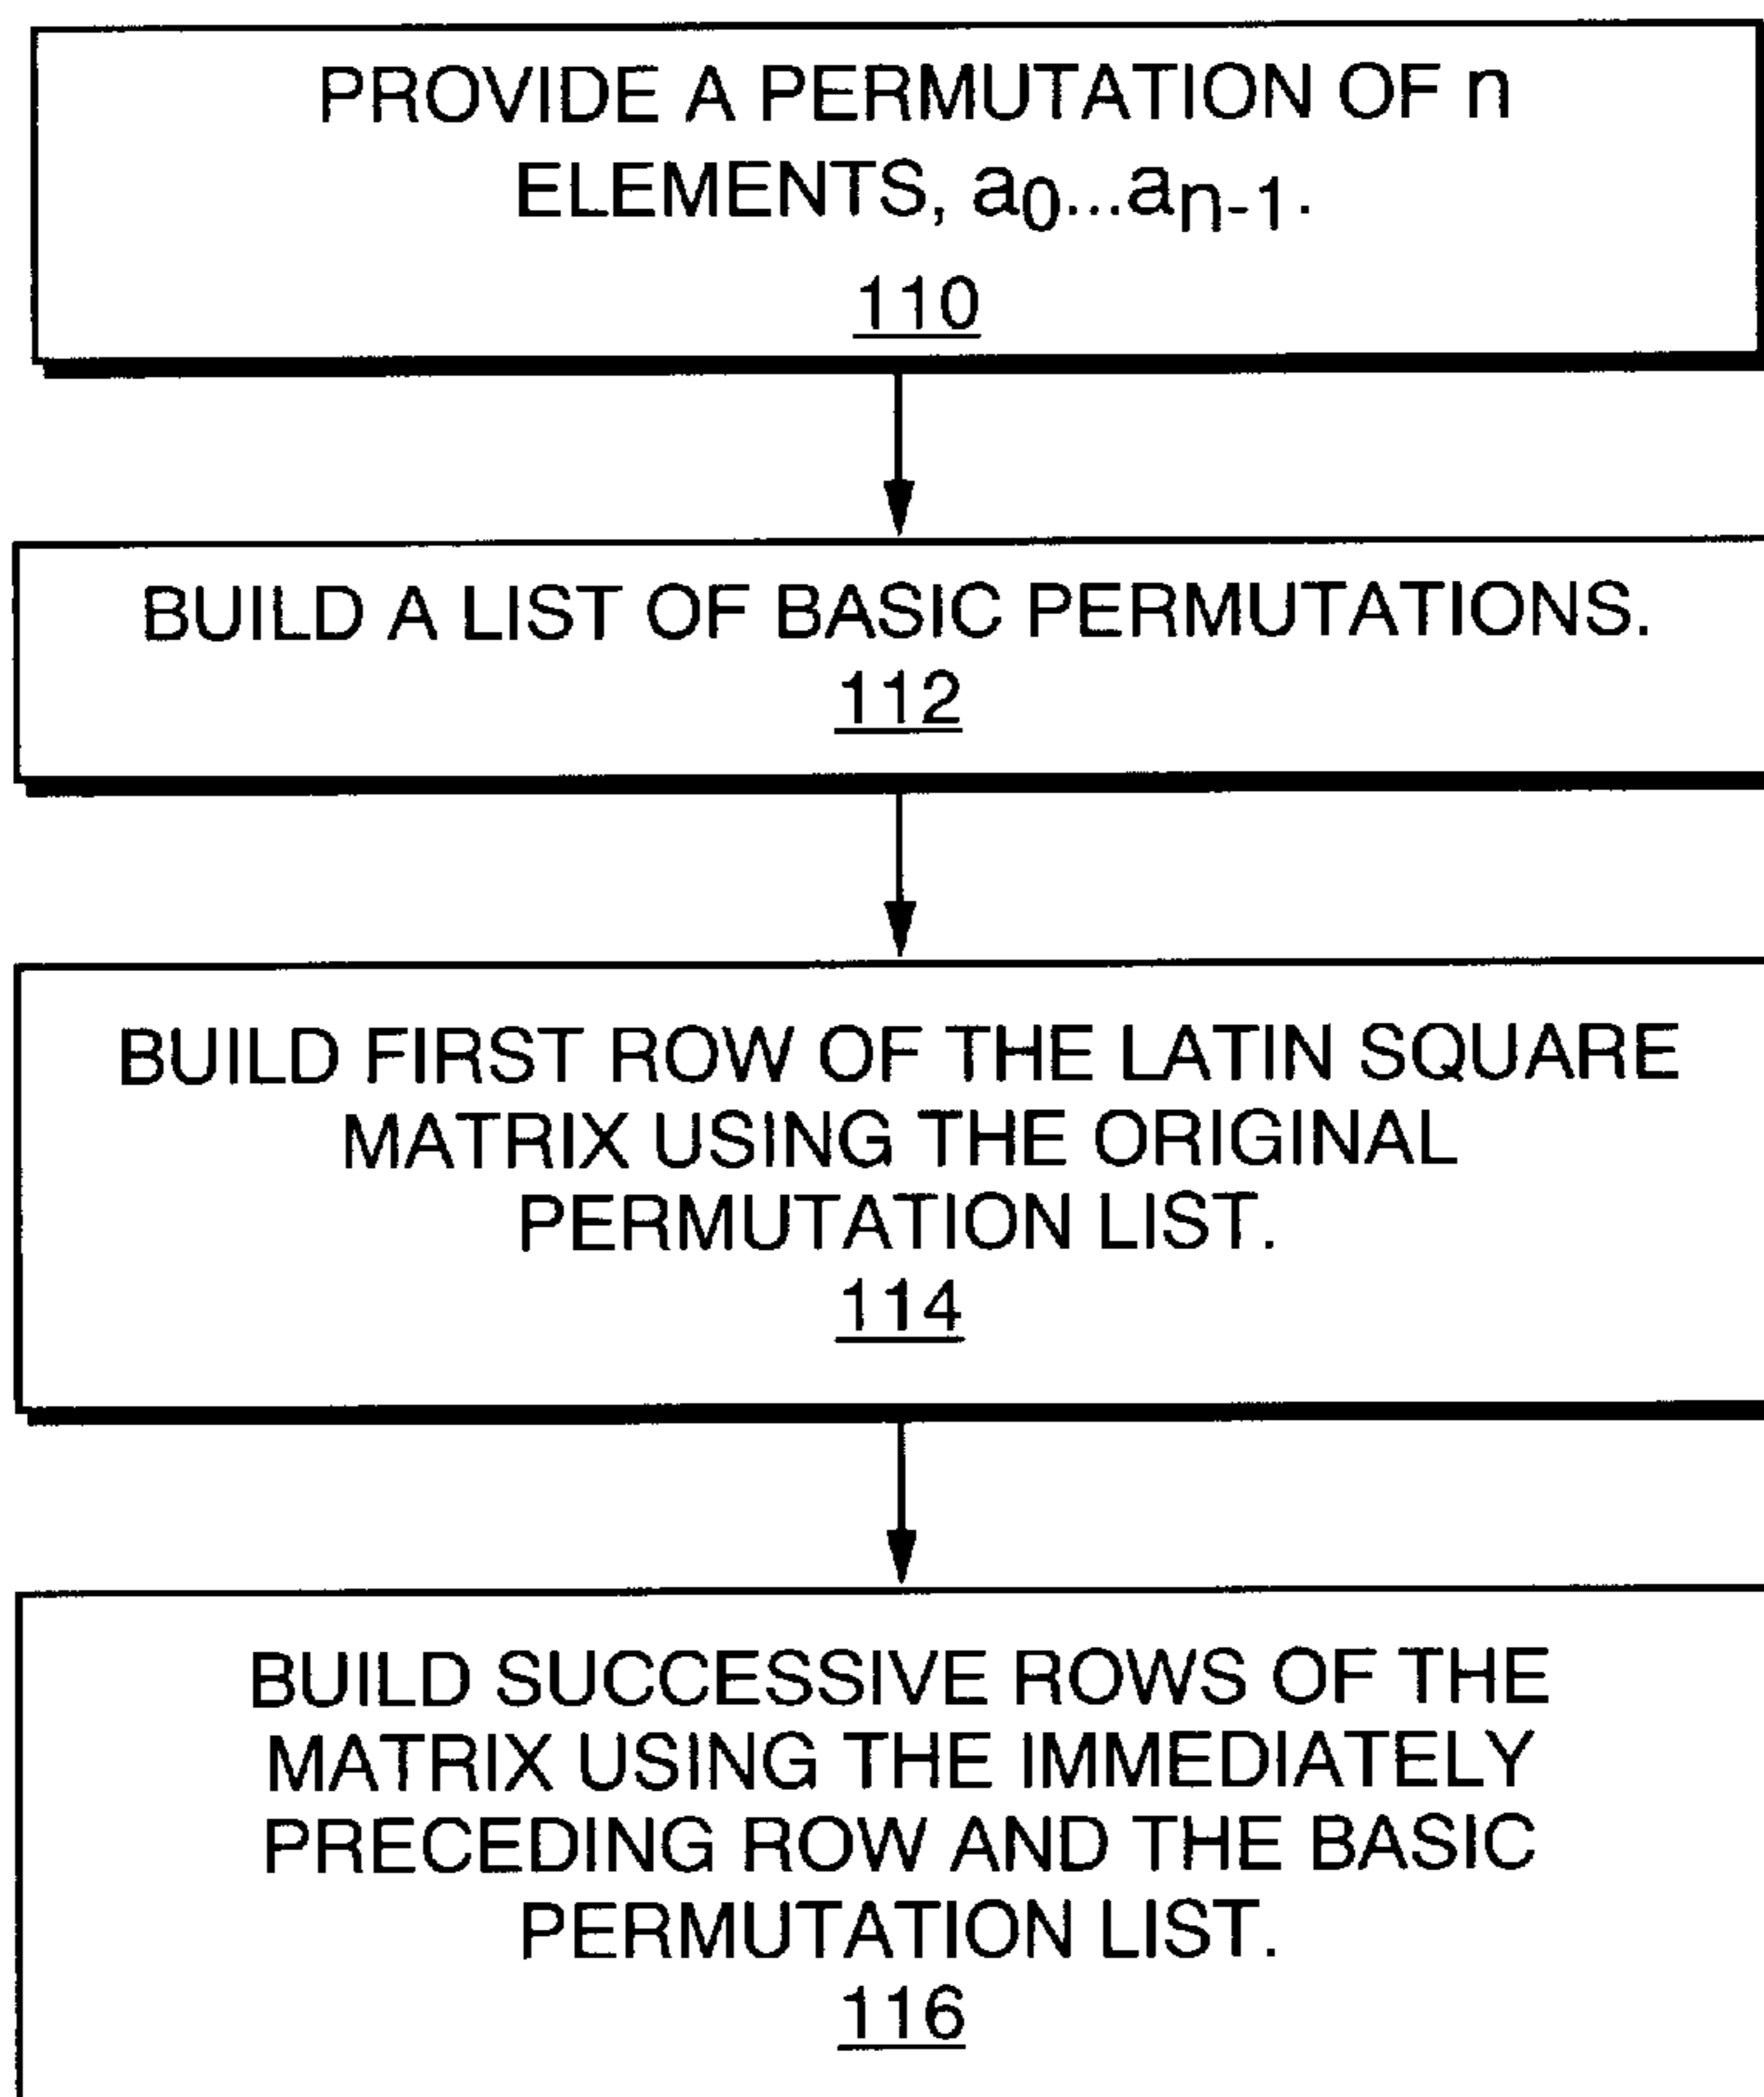 PROVIDE A PERMUTATION OF n
ELEMENTS, a0...an-1.
110
BUILD A LIST OF BASIC PERMUTATIONS.
112
BUILD FIRST ROW OF THE LATIN SQUARE
MATRIX USING THE ORIGINAL
PERMUTATION LIST.
114
BUILD SUCCESSIVE ROWS OF THE
MATRIX USING THE IMMEDIATELY
PRECEDING ROW AND THE BASIC
PERMUTATION LIST.
116